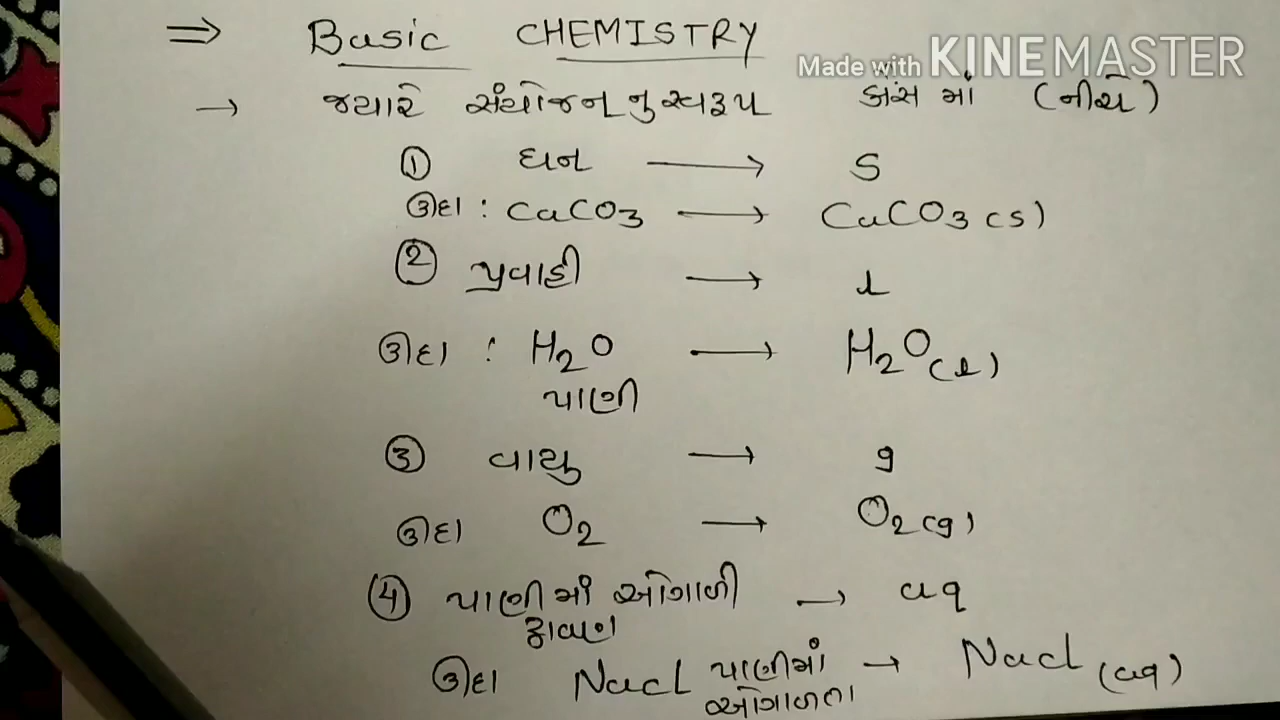 ⇒ Basic CHEMISTRY
Made with KINEMASTER
→ જ્યારે સંયોજનનુ સ્વરૂપ કૌંસ માં (નીચે)
① ઘન → S
ઉદા : CaCO3 → CaCO3 (s)
② પ્રવાહી → l
ઉદા : H2O → H2O (l)
પાણી
③ વાયુ → g
ઉદા O2 → O2 (g)
④ પાણીમાં ઓગાળી → aq
દ્રાવણ
ઉદા Nacl પાણીમાં → Nacl (aq)
ઓગાળતા